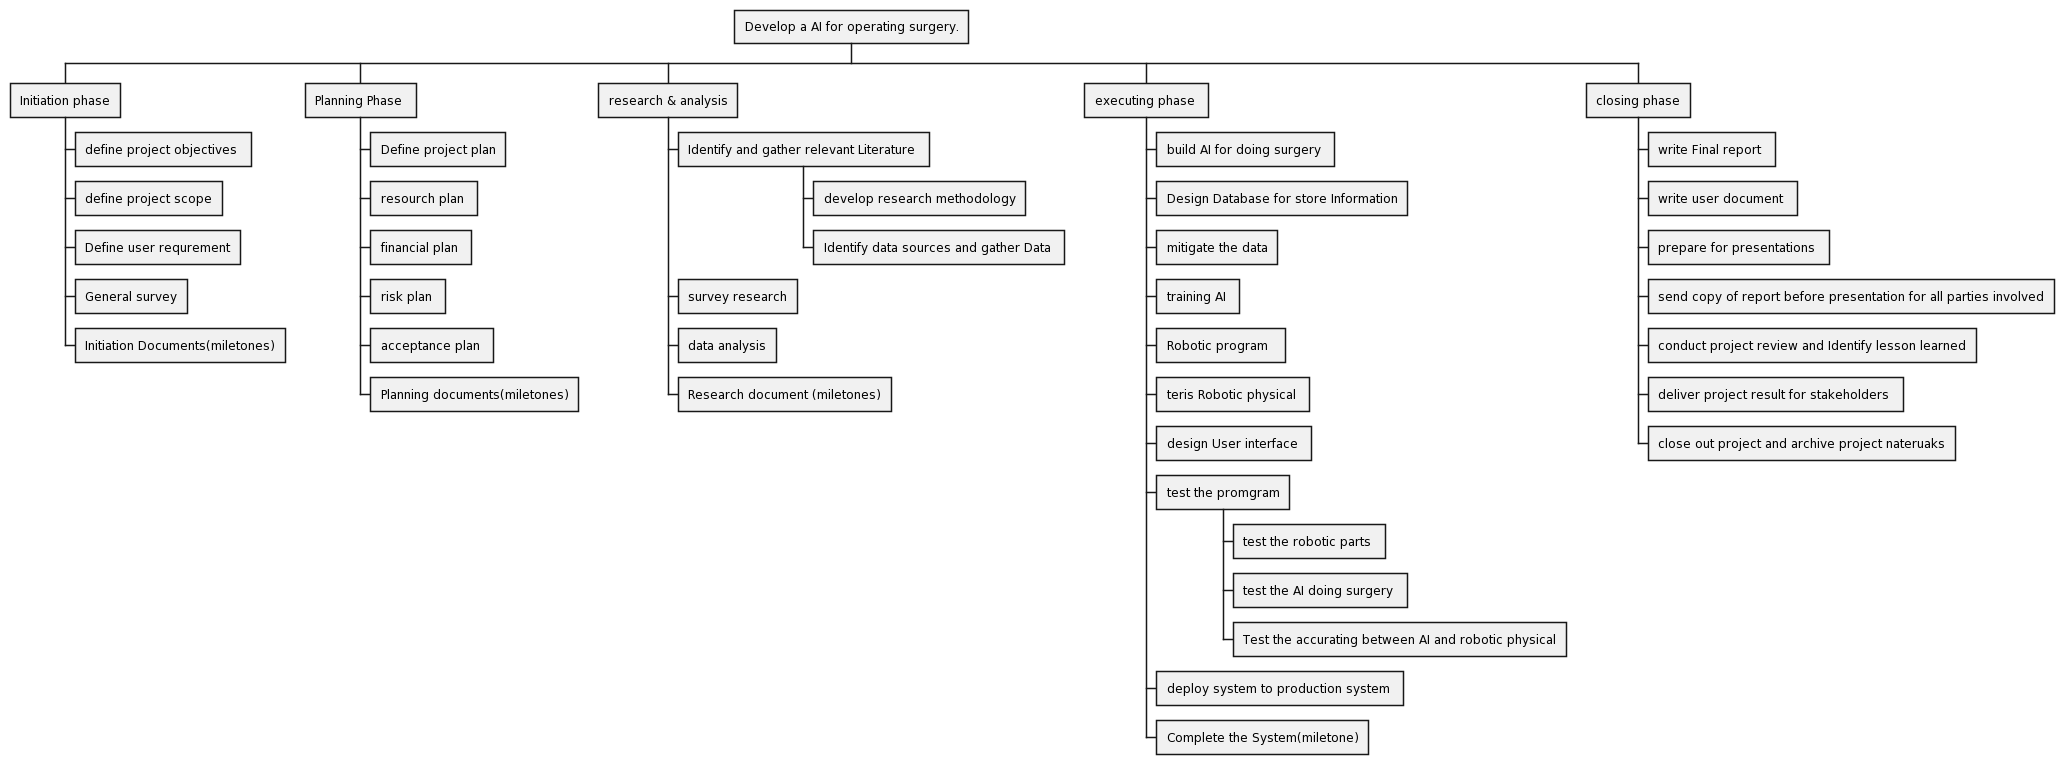 Develop a AI for operating surgery.
Initiation phase
define project objectives
define project scope
Define user requrement
General survey
Initiation Documents(miletones)
Planning Phase
Define project plan
resourch plan
financial plan
risk plan
acceptance plan
Planning documents(miletones)
research & analysis
Identify and gather relevant Literature
develop research methodology
Identify data sources and gather Data
survey research
data analysis
Research document (miletones)
executing phase
build AI for doing surgery
Design Database for store Information
mitigate the data
training AI
Robotic program
teris Robotic physical
design User interface
test the promgram
test the robotic parts
test the AI doing surgery
Test the accurating between AI and robotic physical
deploy system to production system
Complete the System(miletone)
closing phase
write Final report
write user document
prepare for presentations
send copy of report before presentation for all parties involved
conduct project review and Identify lesson learned
deliver project result for stakeholders
close out project and archive project nateruaks